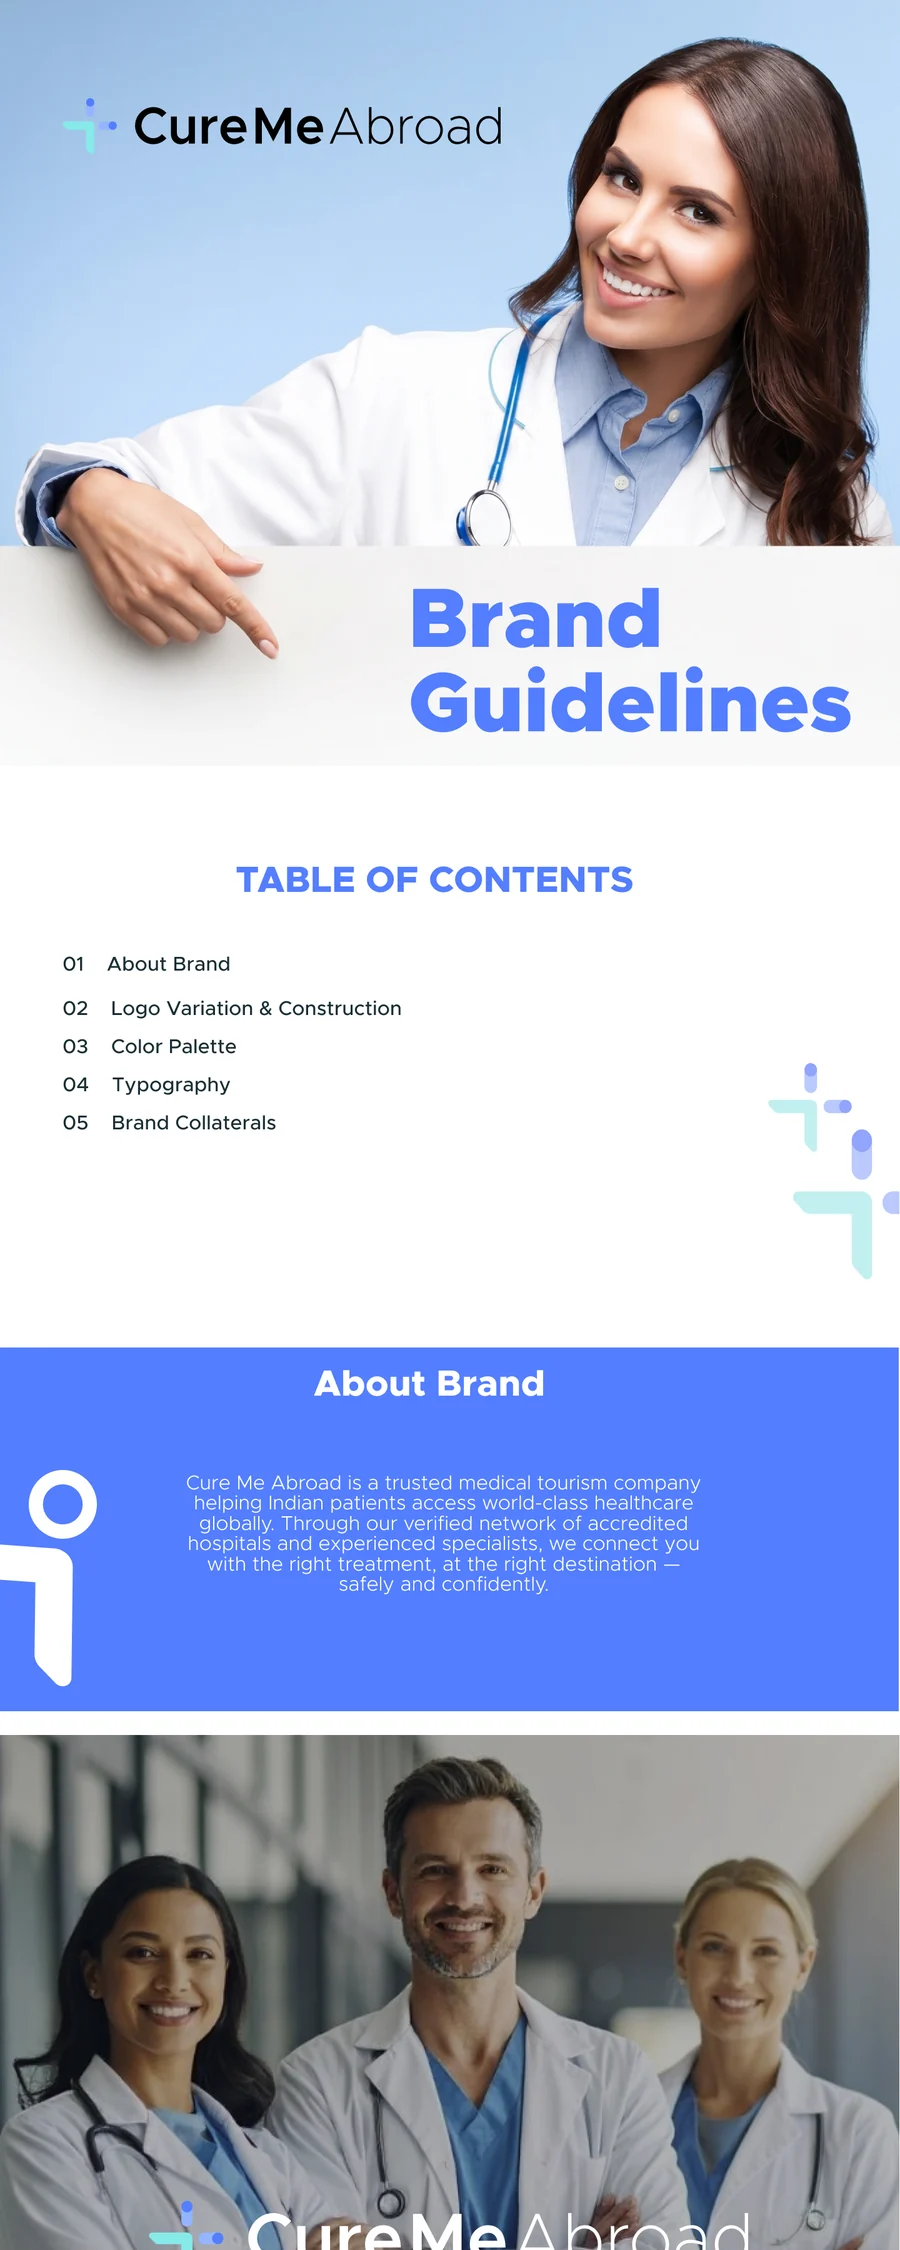 CureMeAbroad
Brand
Guidelines
TABLE OF CONTENTS
01 About Brand
02 Logo Variation & Construction
03 Color Palette
04 Typography
05 Brand Collaterals
About Brand
Cure Me Abroad is a trusted medical tourism company
helping Indian patients access world-class healthcare
globally. Through our verified network of accredited
hospitals and experienced specialists, we connect you
with the right treatment, at the right destination —
safely and confidently.
CureMeAbroad